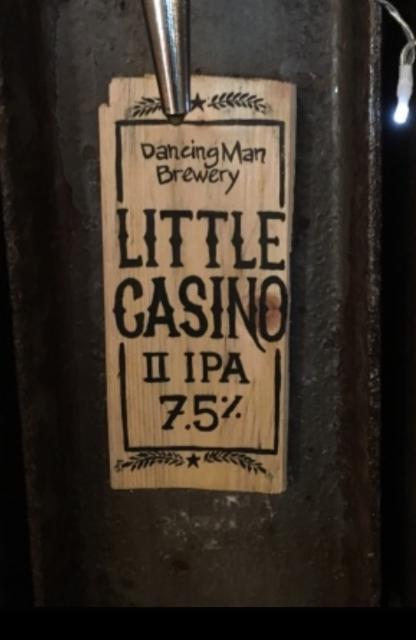 Dancing Man
Brewery
LITTLE
CASINO
II IPA
7.5%